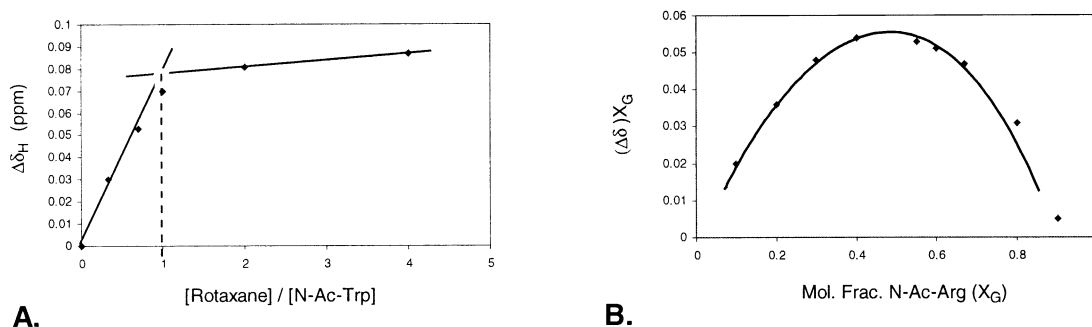 0.1
0.09
0.08
0.07
0.06
0.05
0.04
0.03
0.02
0.01
0
0 1 2 3 4 5
ΔδH (ppm)
[Rotaxane] / [N-Ac-Trp]
A.
0.06
0.05
0.04
0.03
0.02
0.01
0.00
0.0 0.2 0.4 0.6 0.8
(Δδ)XG
Mol. Frac. N-Ac-Arg (XG)
B.